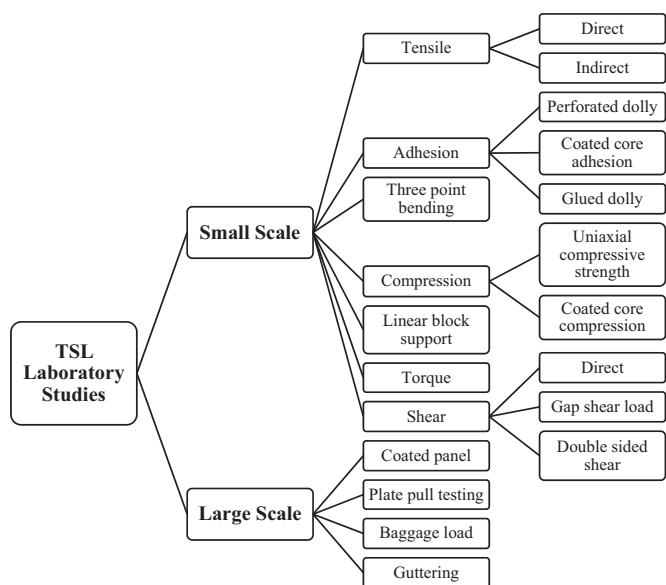 TSL
Laboratory
Studies
Small Scale
Tensile
Direct
Indirect
Adhesion
Perforated dolly
Coated core
adhesion
Glued dolly
Three point
bending
Compression
Uniaxial
compressive
strength
Coated core
compression
Linear block
support
Torque
Shear
Direct
Gap shear load
Double sided
shear
Large Scale
Coated panel
Plate pull testing
Baggage load
Guttering